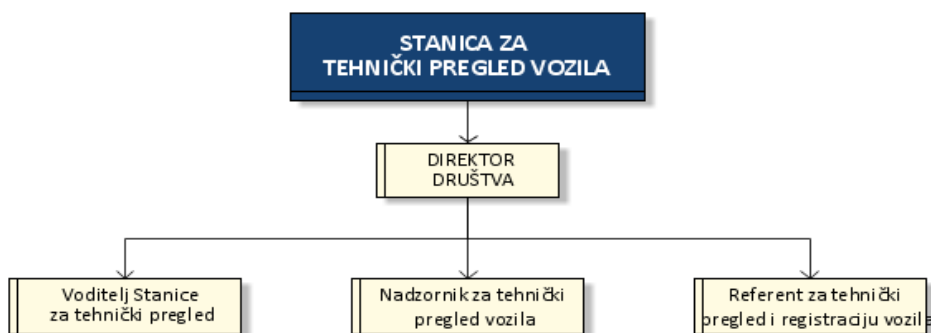 STANICA ZA
TEHNIČKI PREGLED VOZILA
DIREKTOR
DRUŠTVA
Voditelj Stanice
za tehnički pregled
Nadzornik za tehnički
pregled vozila
Referent za tehnički
pregled i registraciju vozila